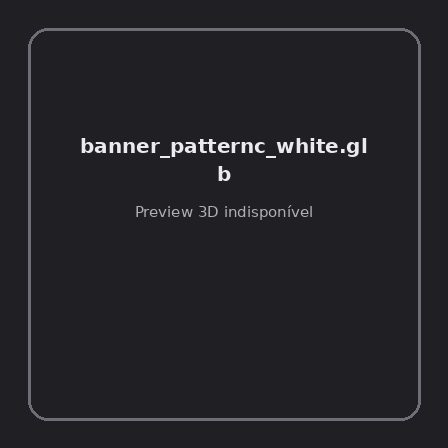 banner_patternc_white.gl
b
Preview 3D indisponível